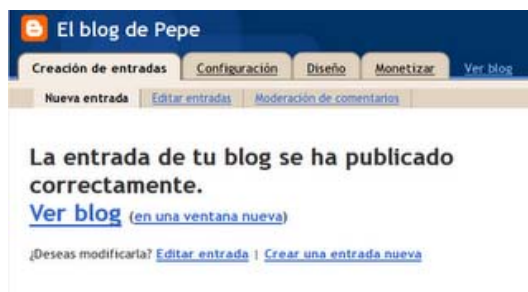 El blog de Pepe
Creación de entradas Configuración Diseño Monetizar Ver blog
Nueva entrada Editar entradas Moderación de comentarios
La entrada de tu blog se ha publicado
correctamente.
Ver blog (en una ventana nueva)
¿Deseas modificarla? Editar entrada | Crear una entrada nueva